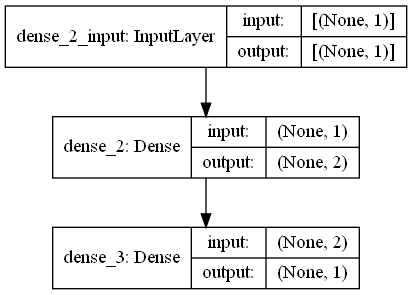 dense_2_input: InputLayer
input: [(None, 1)]
output: [(None, 1)]
dense_2: Dense
input: (None, 1)
output: (None, 2)
dense_3: Dense
input: (None, 2)
output: (None, 1)